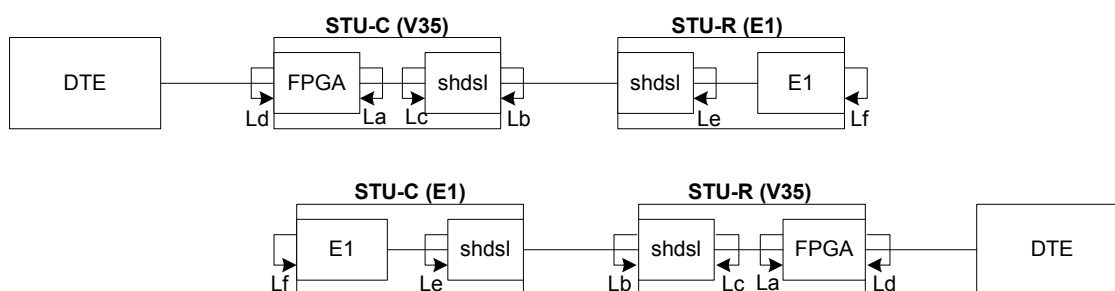 STU-C (V35) STU-R (E1)
DTE FPGA shdsl shdsl E1
Ld La Lc Lb Le Lf
STU-C (E1) STU-R (V35)
E1 shdsl shdsl FPGA DTE
Lf Le Lb Lc La Ld